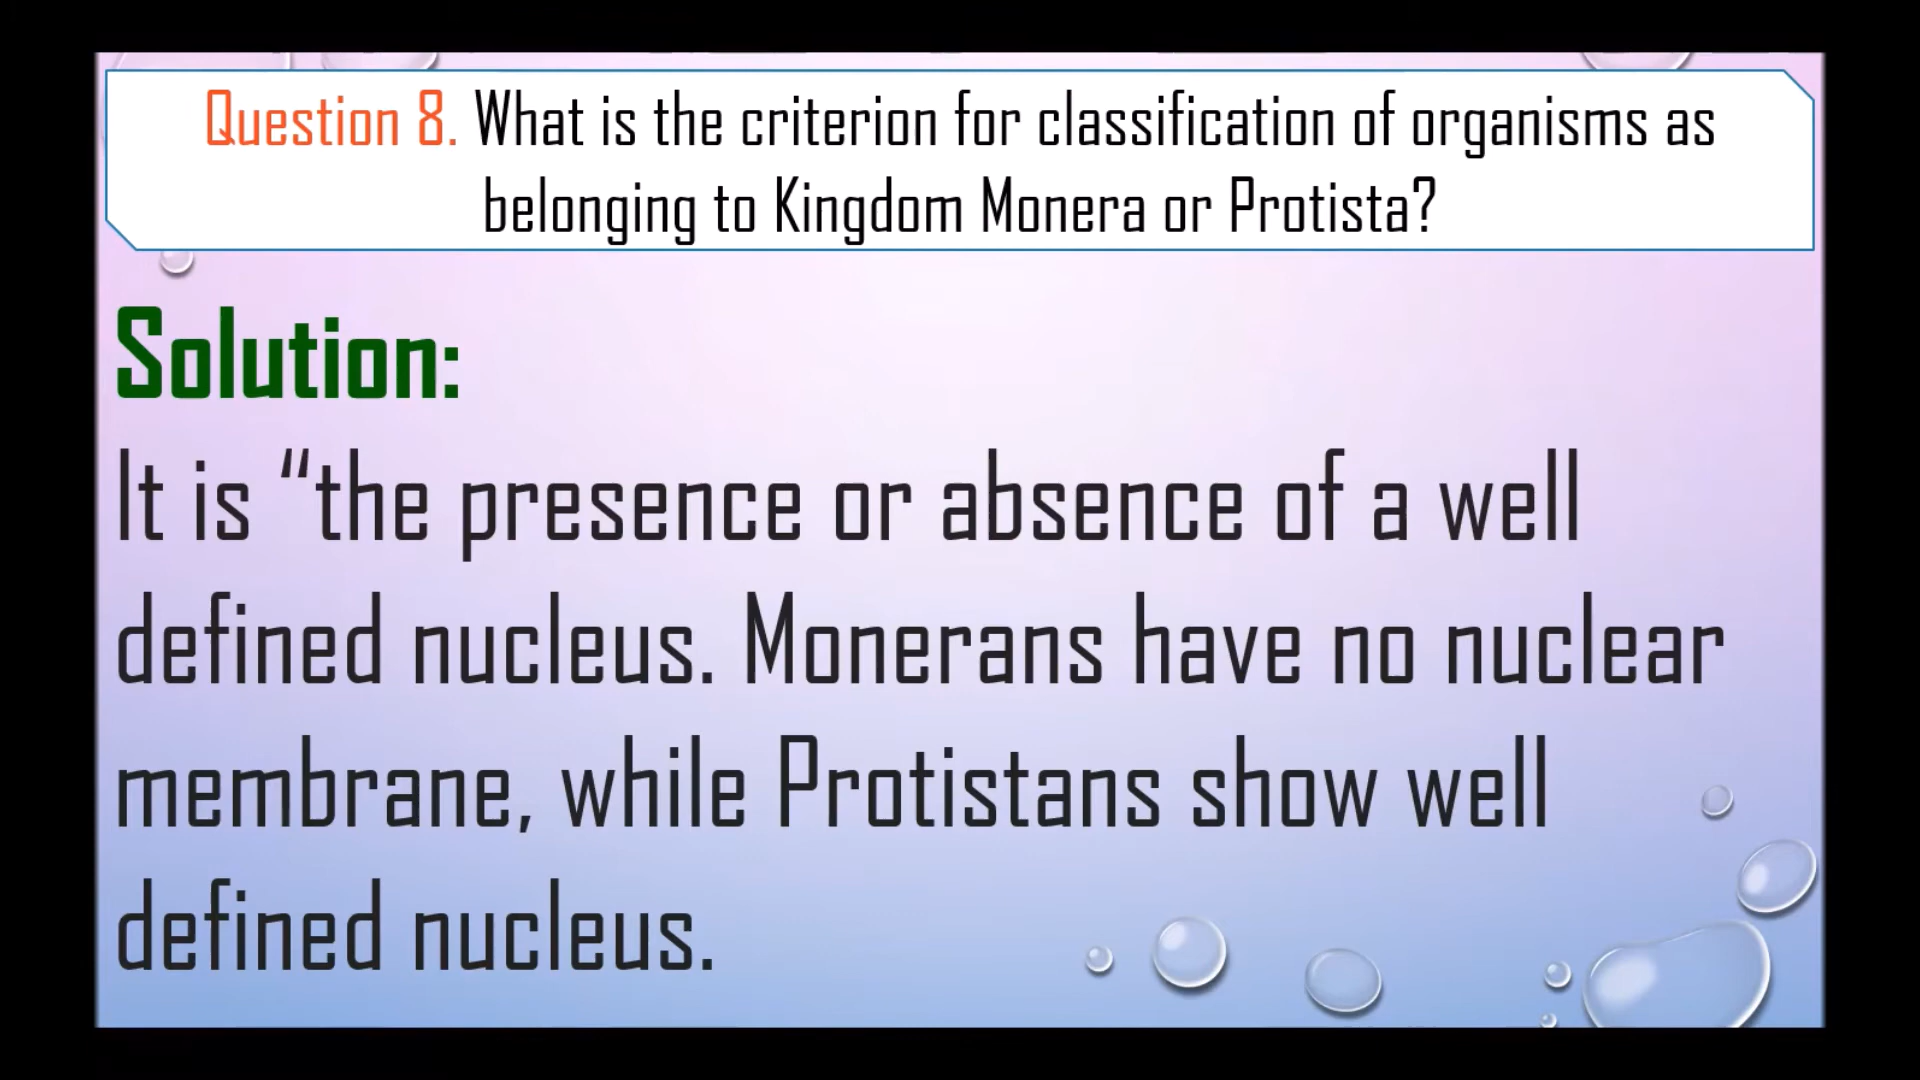 Question 8. What is the criterion for classification of organisms as
belonging to Kingdom Monera or Protista?
Solution:
It is “the presence or absence of a well
defined nucleus. Monerans have no nuclear
membrane, while Protistans show well
defined nucleus.